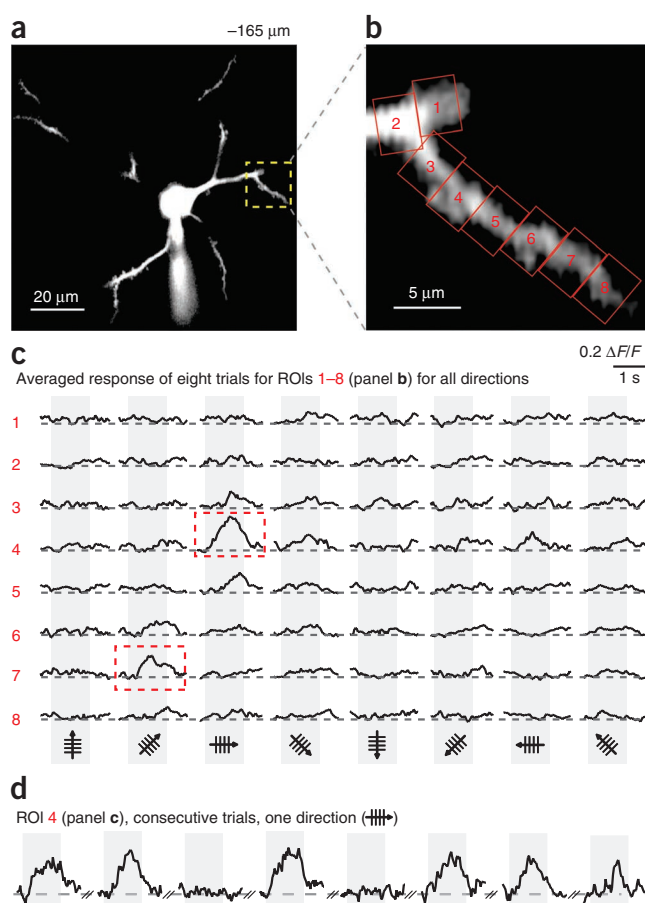 a
−165 μm
b
20 μm
1
2
3
4
5
6
7
8
5 μm
c
0.2 ΔF/F
Averaged response of eight trials for ROIs 1–8 (panel b) for all directions
1 s
1
2
3
4
5
6
7
8
d
ROI 4 (panel c), consecutive trials, one direction ( )